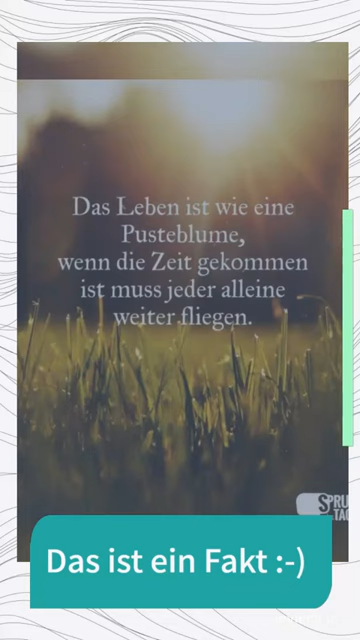 Das Leben ist wie eine
Pusteblume,
wenn die Zeit gekommen
ist muss jeder alleine
weiter fliegen.
Das ist ein Fakt :-)